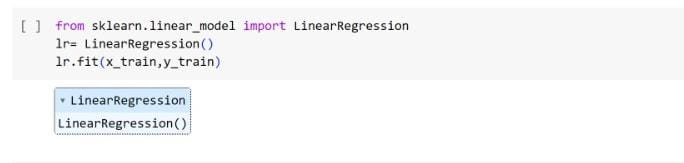 [ ] from sklearn.linear_model import LinearRegression
lr= LinearRegression()
lr.fit(x_train,y_train)
▾ LinearRegression
LinearRegression()